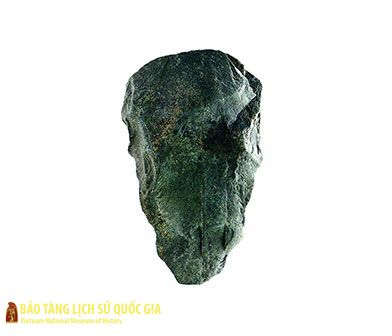 BẢO TÀNG LỊCH SỬ QUỐC GIA
Vietnam National Museum of History